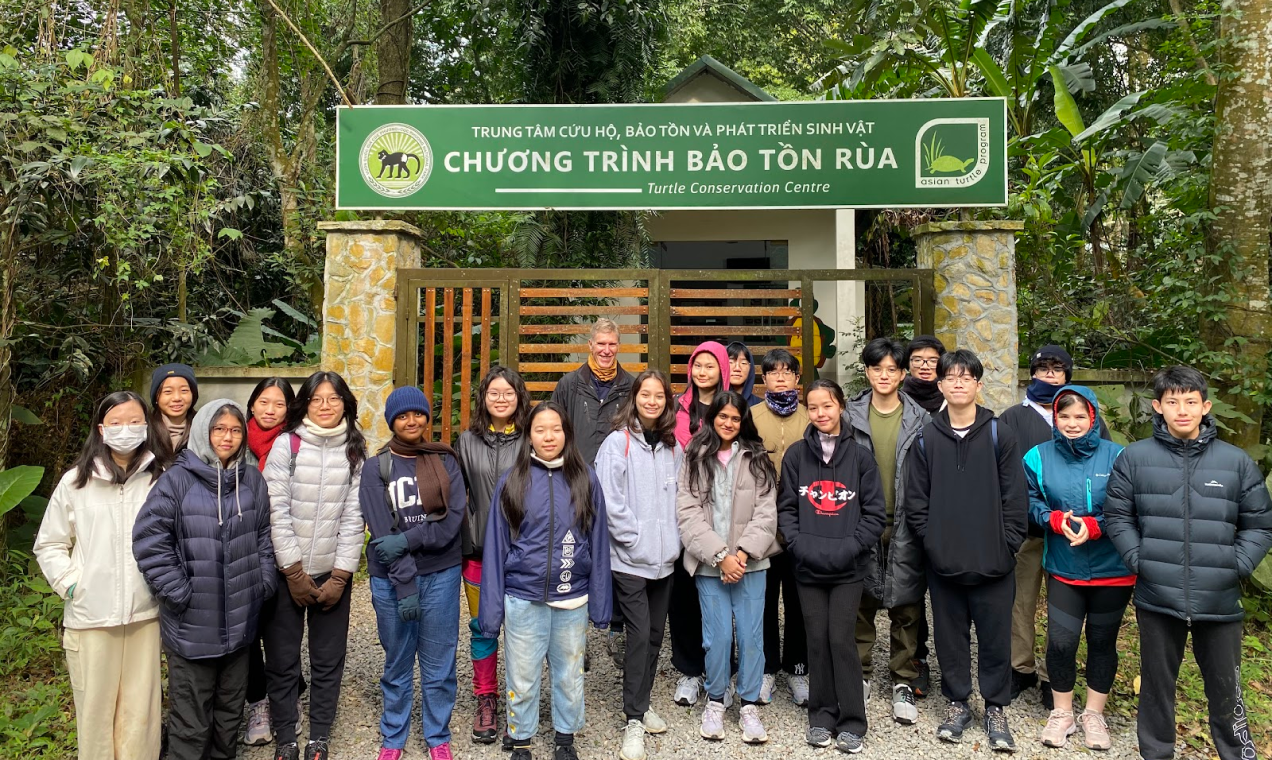 TRUNG TÂM CỨU HỘ, BẢO TỒN VÀ PHÁT TRIỂN SINH VẬT
CHƯƠNG TRÌNH BẢO TỒN RÙA
Turtle Conservation Centre
asian turtle program
チャンピオン
Champion